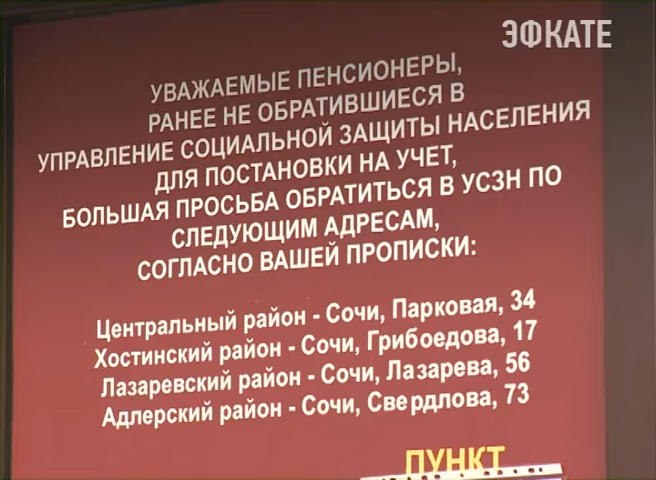 ЭФКАТЕ
УВАЖАЕМЫЕ ПЕНСИОНЕРЫ,
РАНЕЕ НЕ ОБРАТИВШИЕСЯ В
УПРАВЛЕНИЕ СОЦИАЛЬНОЙ ЗАЩИТЫ НАСЕЛЕНИЯ
ДЛЯ ПОСТАНОВКИ НА УЧЕТ,
БОЛЬШАЯ ПРОСЬБА ОБРАТИТЬСЯ В УСЗН ПО
СЛЕДУЮЩИМ АДРЕСАМ,
СОГЛАСНО ВАШЕЙ ПРОПИСКИ:
Центральный район - Сочи, Парковая, 34
Хостинский район - Сочи, Грибоедова, 17
Лазаревский район - Сочи, Лазарева, 56
Адлерский район - Сочи, Свердлова, 73
ПУНКТ